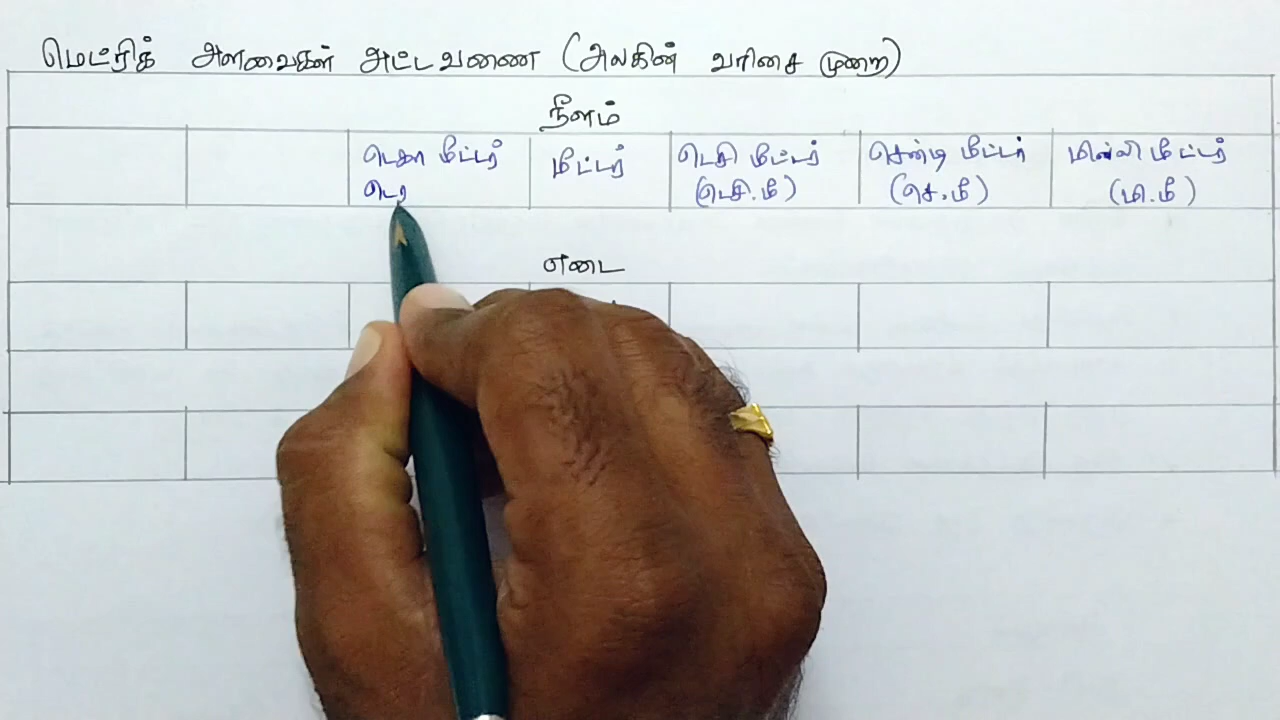 மெட்ரிக் அளவைகள் அட்டவணை (அலகின் வரிசை முறை)
நீளம்
டெகா மீட்டர் மீட்டர் டெசி மீட்டர் சென்டி மீட்டர் மில்லி மீட்டர்
(டெசி.மீ) (செ.மீ) (மி.மீ)
எடை